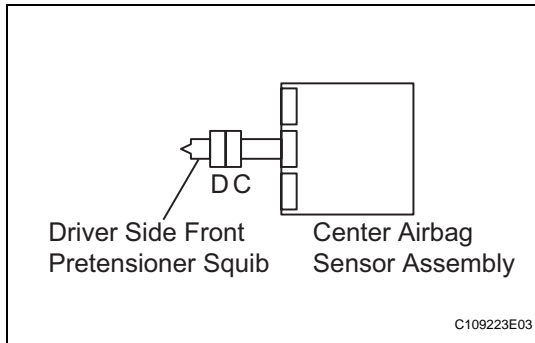 D C
Driver Side Front
Pretensioner Squib
Center Airbag
Sensor Assembly
C109223E03